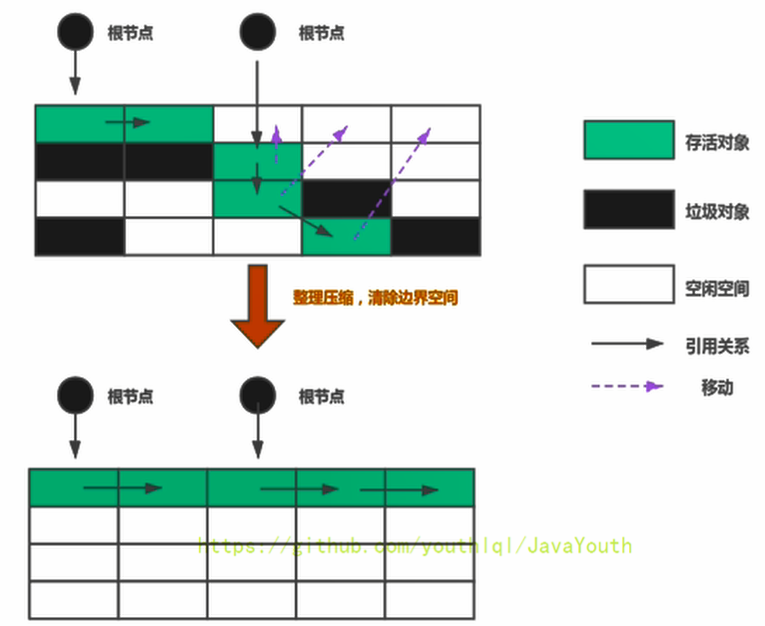 根节点
根节点
存活对象
垃圾对象
空闲空间
引用关系
移动
整理压缩，清除边界空间
根节点
根节点
https://github.com/youthlql/JavaYouth